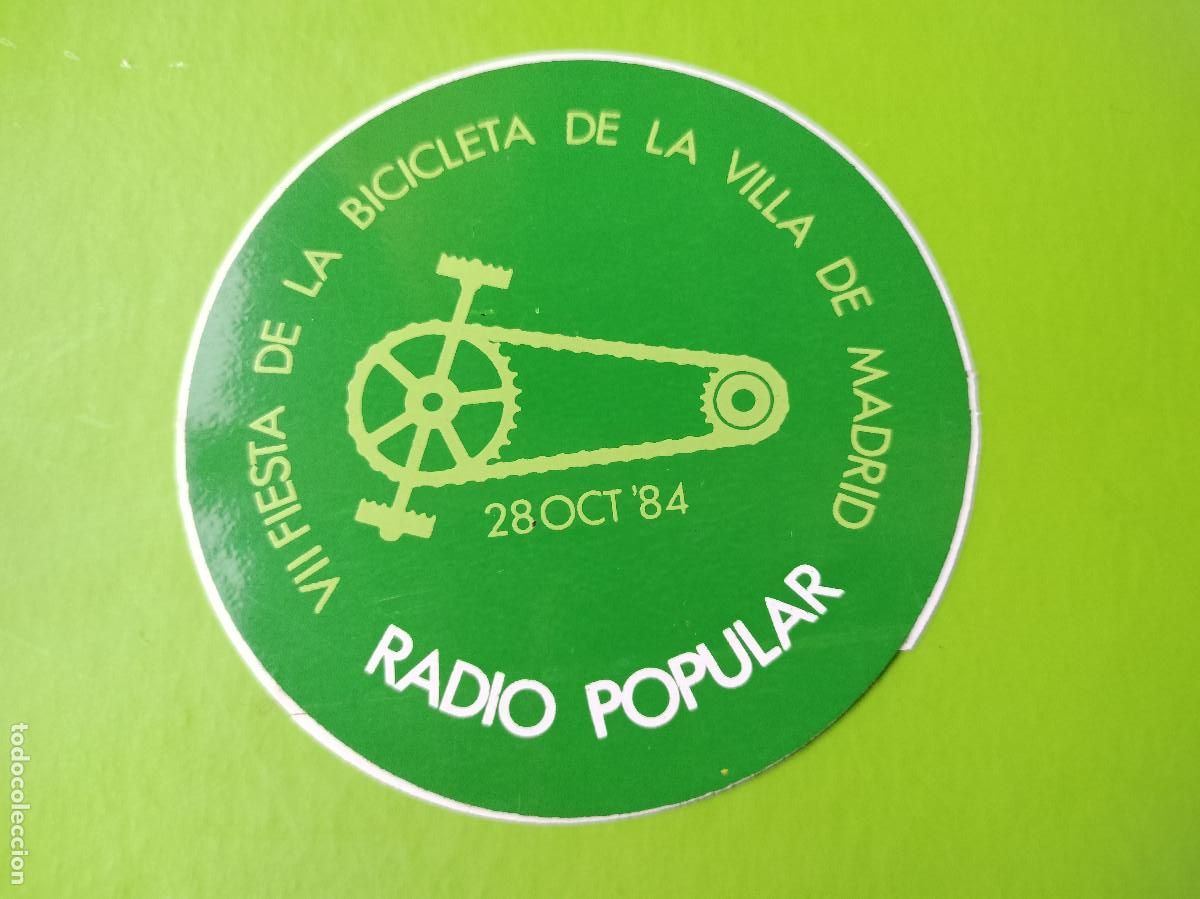 VII FIESTA DE LA BICICLETA DE LA VILLA DE MADRID
28 OCT '84
RADIO POPULAR
todocoleccion